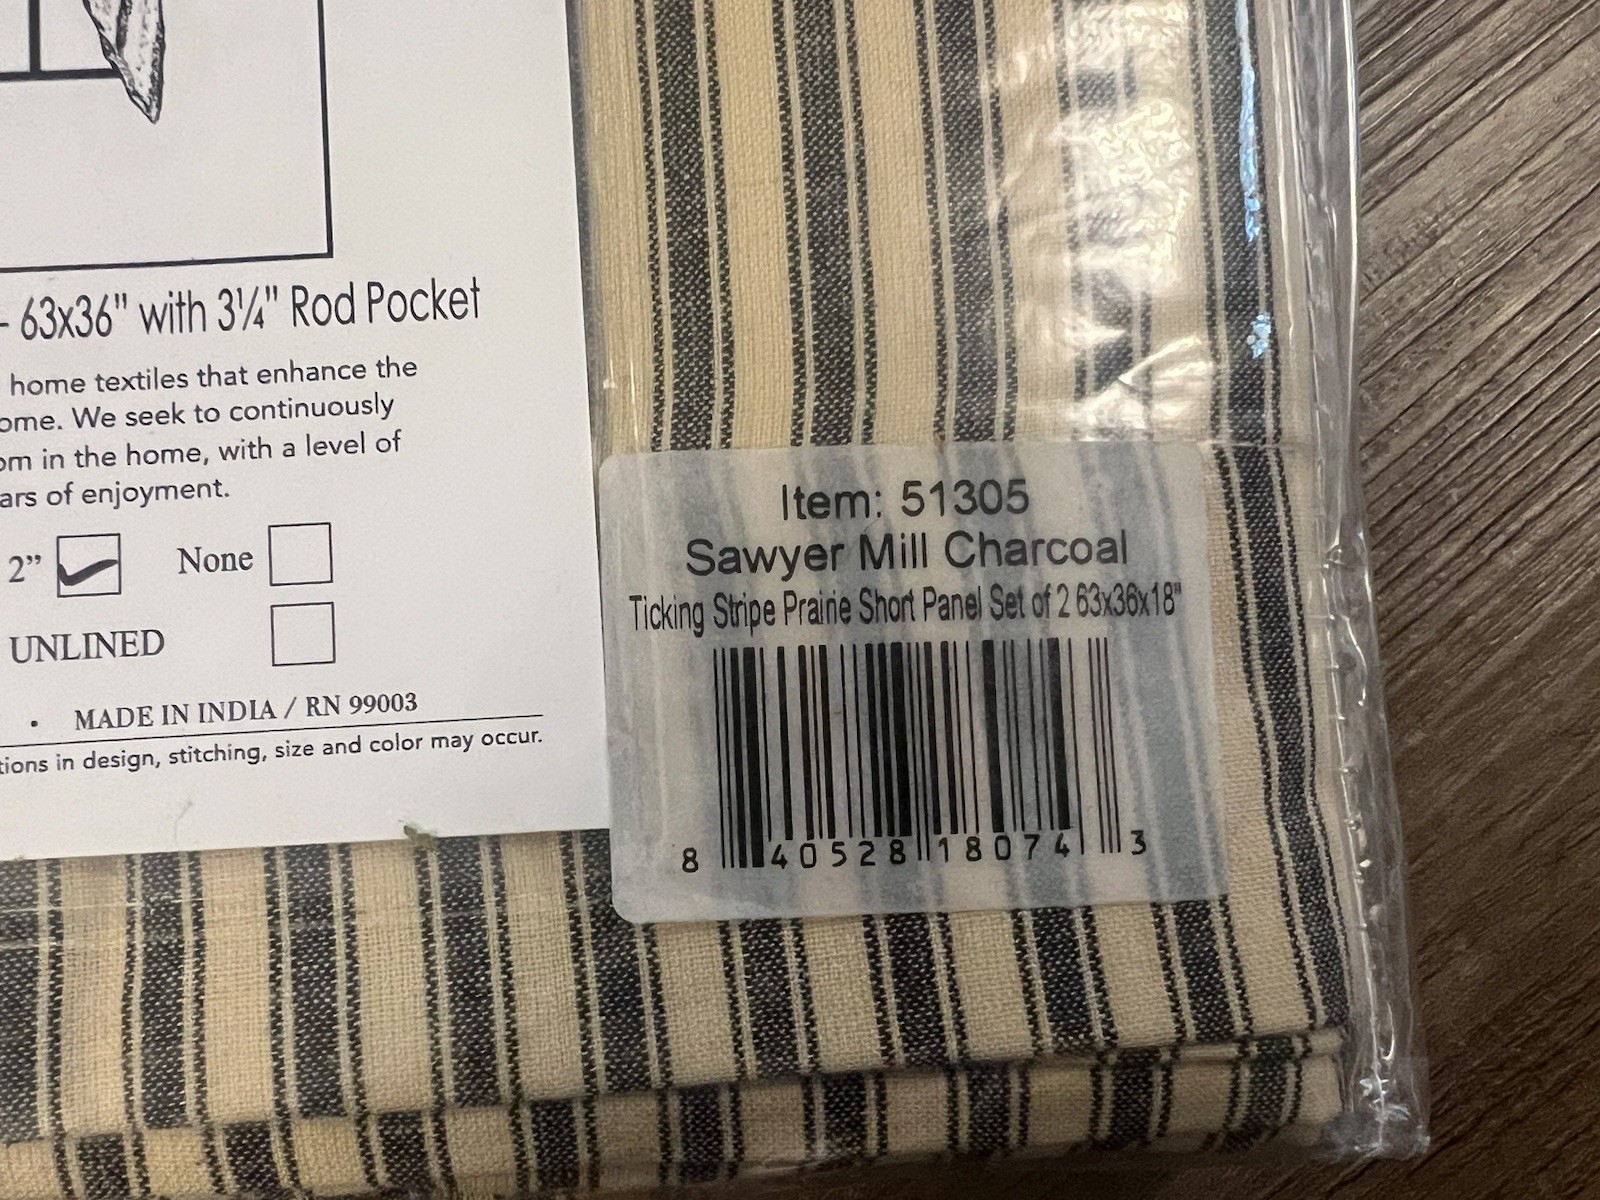 - 63x36" with 3¼" Rod Pocket
home textiles that enhance the
ome. We seek to continuously
om in the home, with a level of
ars of enjoyment.
2” None
UNLINED
• MADE IN INDIA / RN 99003
tions in design, stitching, size and color may occur.
Item: 51305
Sawyer Mill Charcoal
Ticking Stripe Prairie Short Panel Set of 2 63x36x18"
8 40528 18074 3